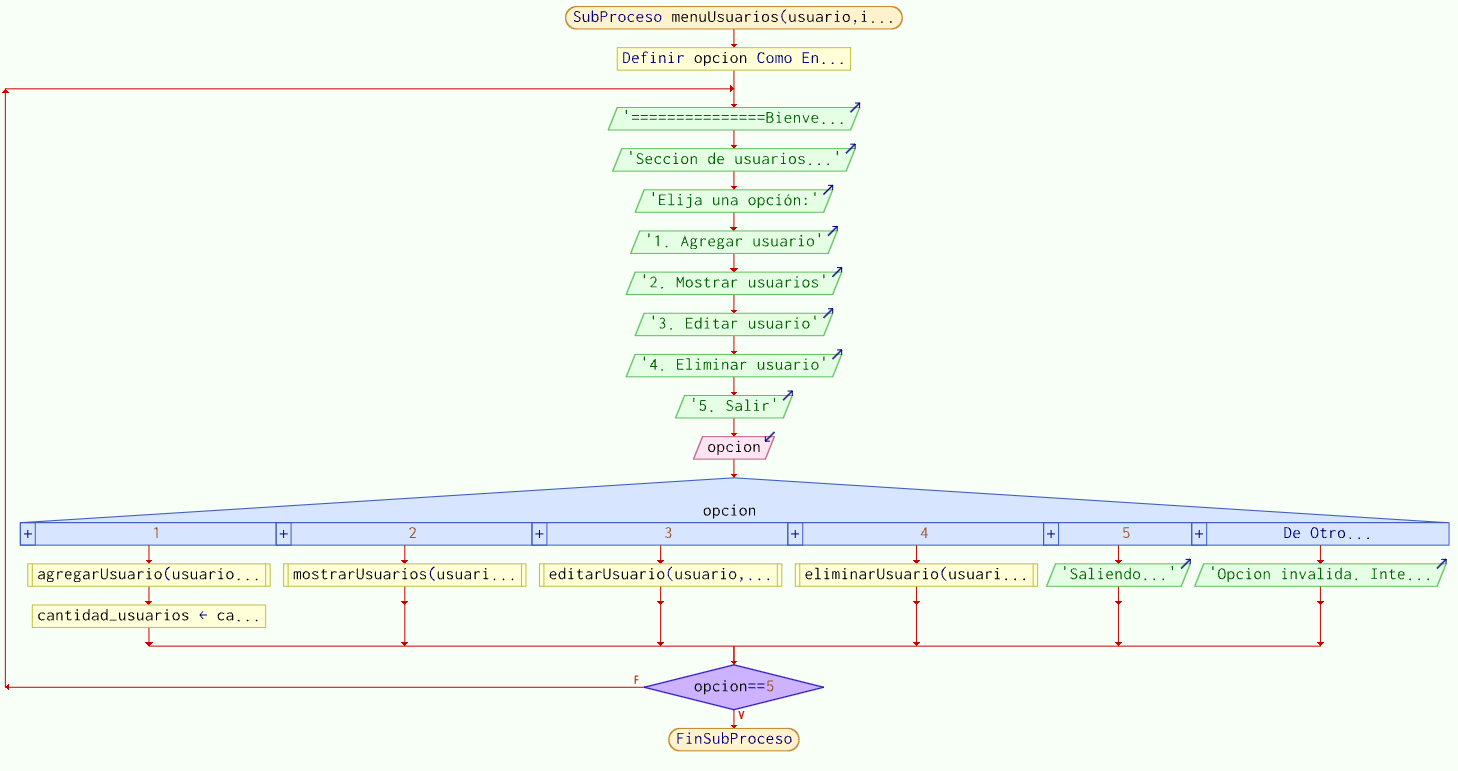 SubProceso menuUsuarios(usuario,i...
Definir opcion Como En...
'===============Bienve...
'Seccion de usuarios...'
'Elija una opción:'
'1. Agregar usuario'
'2. Mostrar usuarios'
'3. Editar usuario'
'4. Eliminar usuario'
'5. Salir'
opcion
opcion
+ 1 + 2 + 3 + 4 + 5 + De Otro...
agregarUsuario(usuario... mostrarUsuarios(usuari... editarUsuario(usuario,... eliminarUsuario(usuari... 'Saliendo...' 'Opcion invalida. Inte...
cantidad_usuarios ← ca...
F
opcion==5
V
FinSubProceso